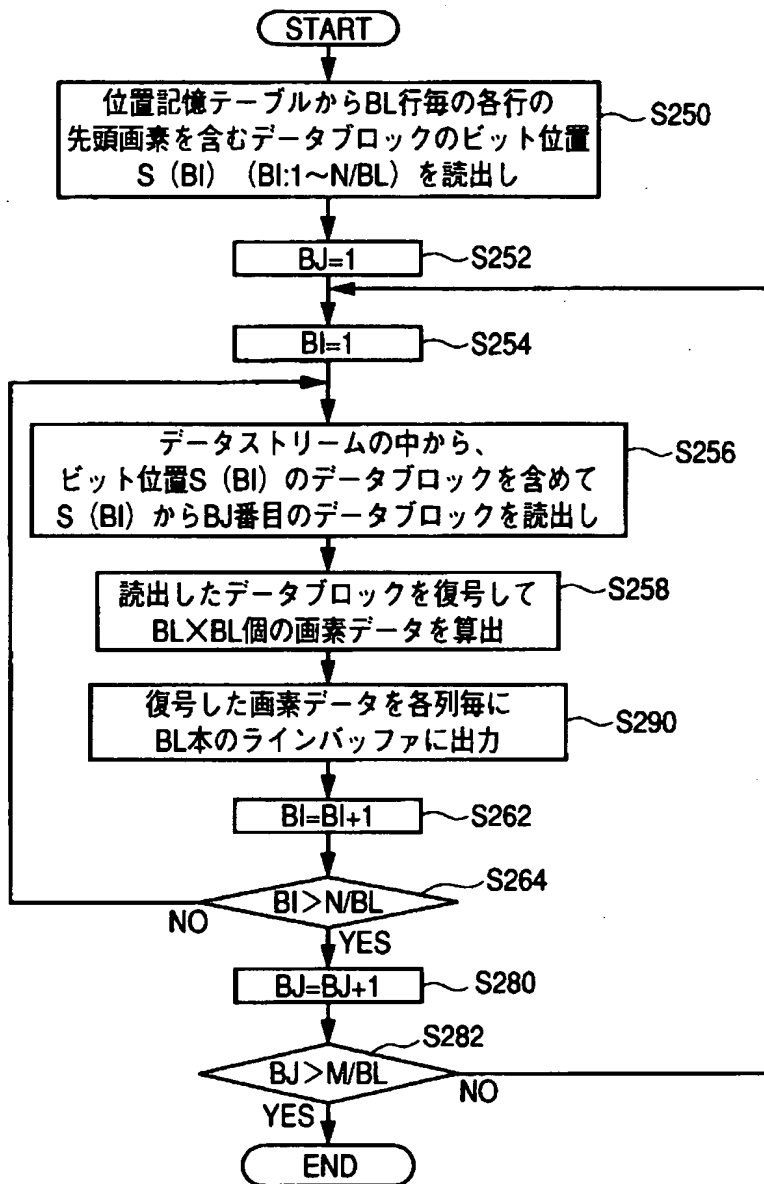 START
位置記憶テーブルからBL行毎の各行の
先頭画素を含むデータブロックのビット位置
S（BI）（BI:1～N/BL）を読出し
S250
BJ=1
S252
BI=1
S254
データストリームの中から、
ビット位置S（BI）のデータブロックを含めて
S（BI）からBJ番目のデータブロックを読出し
S256
読出したデータブロックを復号して
BL×BL個の画素データを算出
S258
復号した画素データを各列毎に
BL本のラインバッファに出力
S290
BI=BI+1
S262
BI＞N/BL
S264
NO
YES
BJ=BJ+1
S280
BJ＞M/BL
S282
NO
YES
END